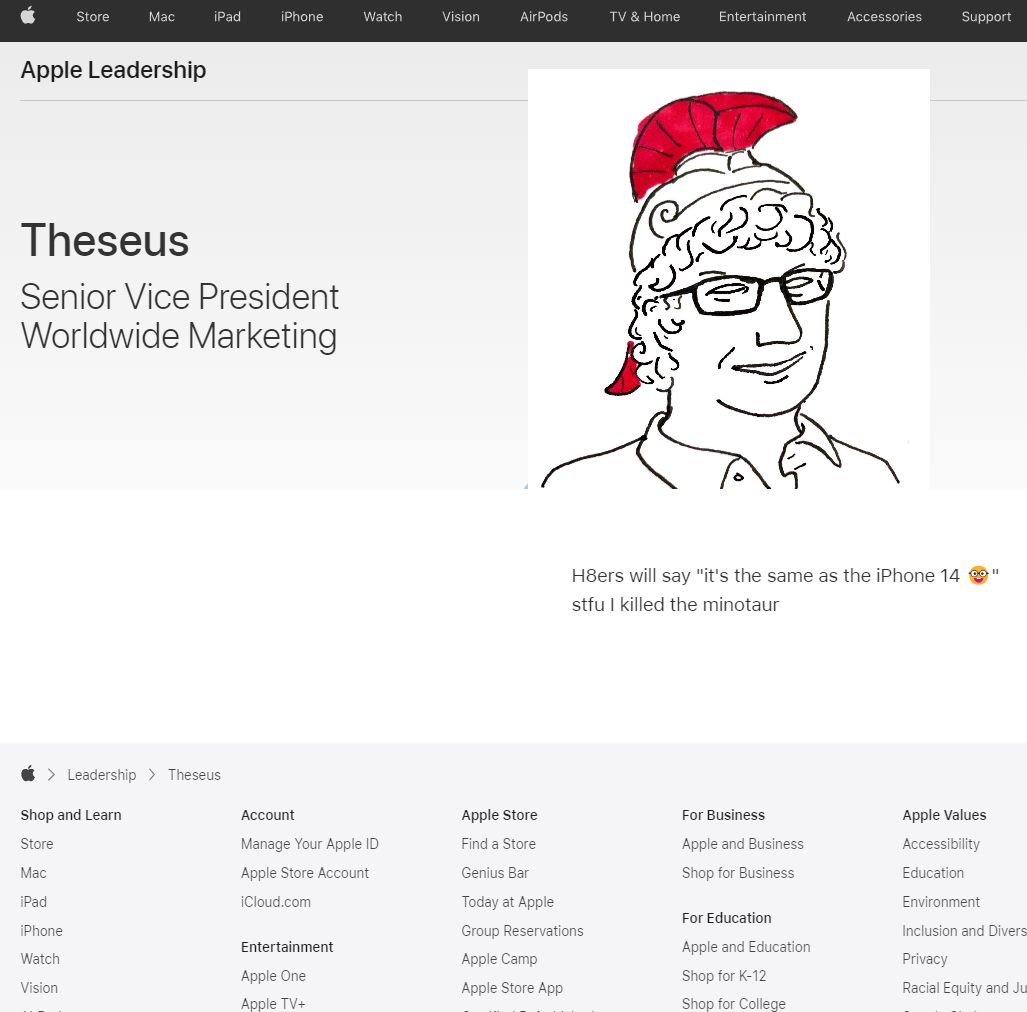 Store Mac iPad iPhone Watch Vision AirPods TV & Home Entertainment Accessories Support
Apple Leadership
Theseus
Senior Vice President
Worldwide Marketing
H8ers will say "it's the same as the iPhone 14 🤓"
stfu I killed the minotaur
Leadership Theseus
Shop and Learn
Store
Mac
iPad
iPhone
Watch
Vision
Account
Manage Your Apple ID
Apple Store Account
iCloud.com
Entertainment
Apple One
Apple TV+
Apple Store
Find a Store
Genius Bar
Today at Apple
Group Reservations
Apple Camp
Apple Store App
For Business
Apple and Business
Shop for Business
For Education
Apple and Education
Shop for K-12
Shop for College
Apple Values
Accessibility
Education
Environment
Inclusion and Divers
Privacy
Racial Equity and Ju